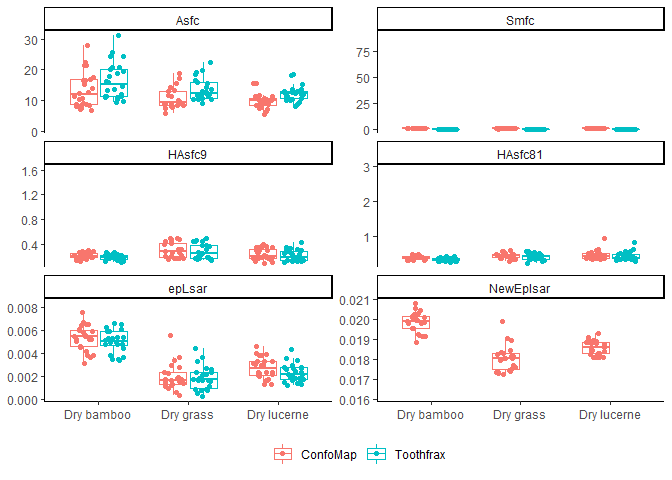 Asfc
Smfc
30
20
10
0
75
50
25
0
HAsfc9
HAsfc81
1.6
1.2
0.8
0.4
3
2
1
epLsar
NewEplsar
0.008
0.006
0.004
0.002
0.000
0.021
0.020
0.019
0.018
0.017
0.016
Dry bamboo Dry grass Dry lucerne
Dry bamboo Dry grass Dry lucerne
ConfoMap Toothfrax